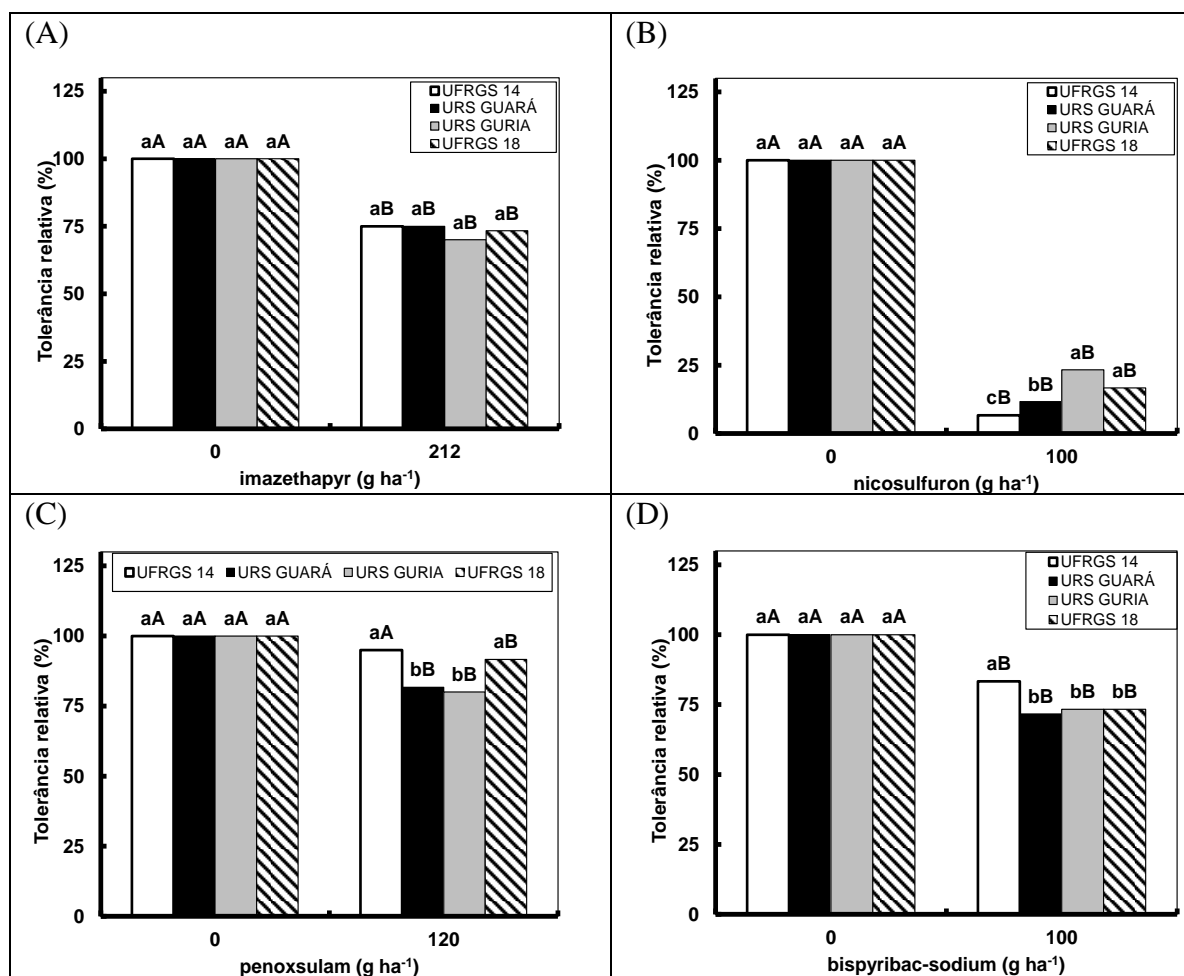 (A)
UFRGS 14
URS GUARÁ
URS GURIA
UFRGS 18
125
100
75
50
25
0
Tolerância relativa (%)
aA aA aA aA
aB aB aB aB
0 212
imazethapyr (g ha⁻¹)
(B)
UFRGS 14
URS GUARÁ
URS GURIA
UFRGS 18
125
100
75
50
25
0
Tolerância relativa (%)
aA aA aA aA
cB bB aB aB
0 100
nicosulfuron (g ha⁻¹)
(C)
UFRGS 14 URS GUARÁ URS GURIA UFRGS 18
125
100
75
50
25
0
Tolerância relativa (%)
aA aA aA aA
aA bB bB aB
0 120
penoxsulam (g ha⁻¹)
(D)
UFRGS 14
URS GUARÁ
URS GURIA
UFRGS 18
125
100
75
50
25
0
Tolerância relativa (%)
aA aA aA aA
aB bB bB bB
0 100
bispyribac-sodium (g ha⁻¹)